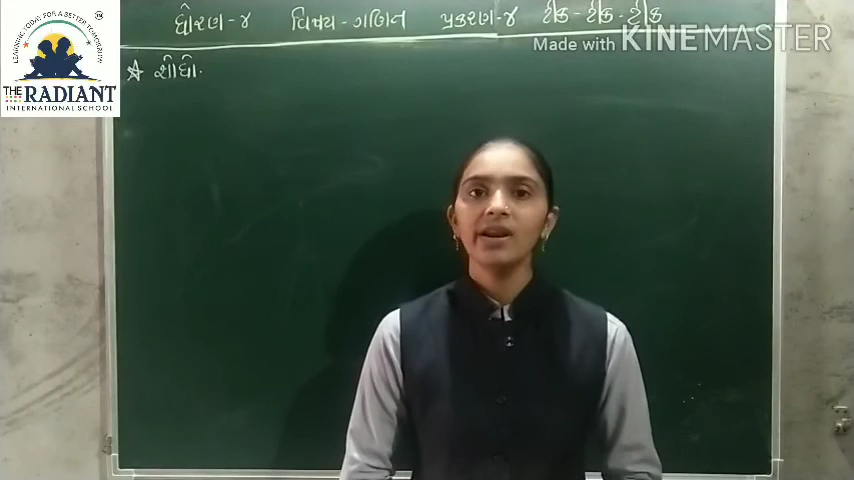 ધોરણ-૪ વિષય-ગણિત પ્રકરણ-૪ ટીક-ટીક-ટીક
Made with KINEMASTER
★ શોધો.
LEARNING TODAY FOR A BETTER TOMORROW
THE RADIANT
INTERNATIONAL SCHOOL